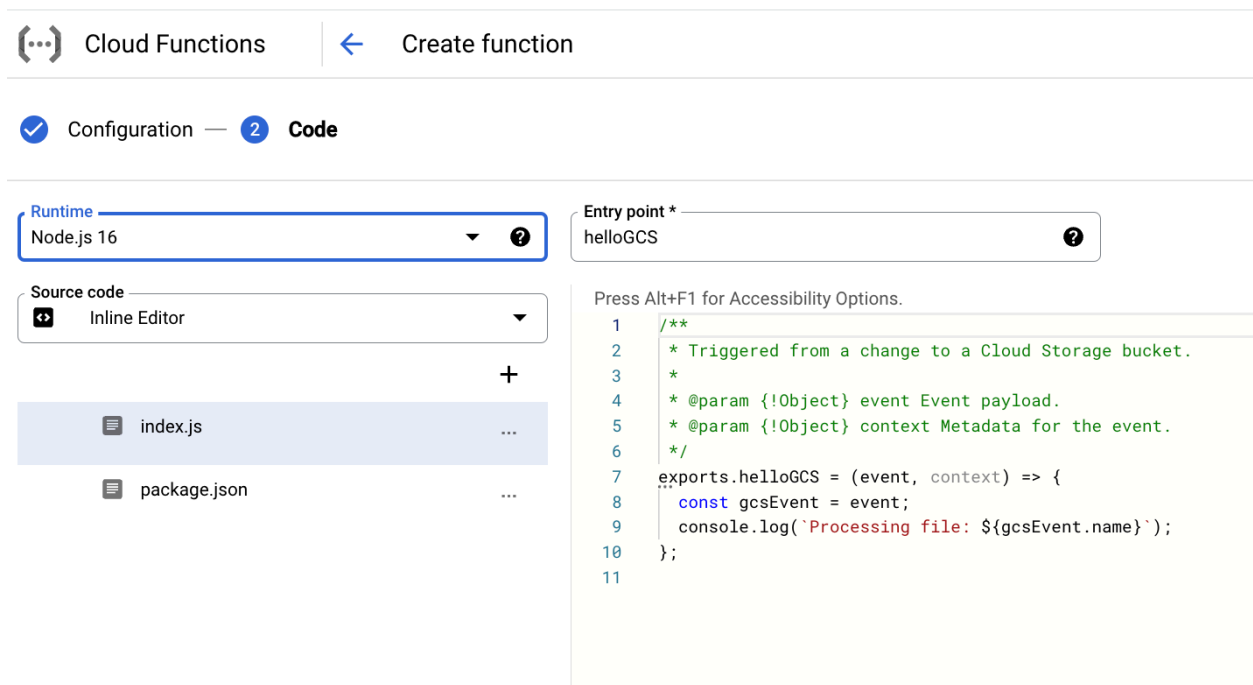 Cloud Functions
Create function
Configuration — 2 Code
Runtime
Node.js 16
Entry point *
helloGCS
Source code
Inline Editor
index.js
package.json
Press Alt+F1 for Accessibility Options.
1 /**
2  * Triggered from a change to a Cloud Storage bucket.
3  *
4  * @param {!Object} event Event payload.
5  * @param {!Object} context Metadata for the event.
6  */
7 exports.helloGCS = (event, context) => {
8   const gcsEvent = event;
9   console.log(`Processing file: ${gcsEvent.name}`);
10 };
11